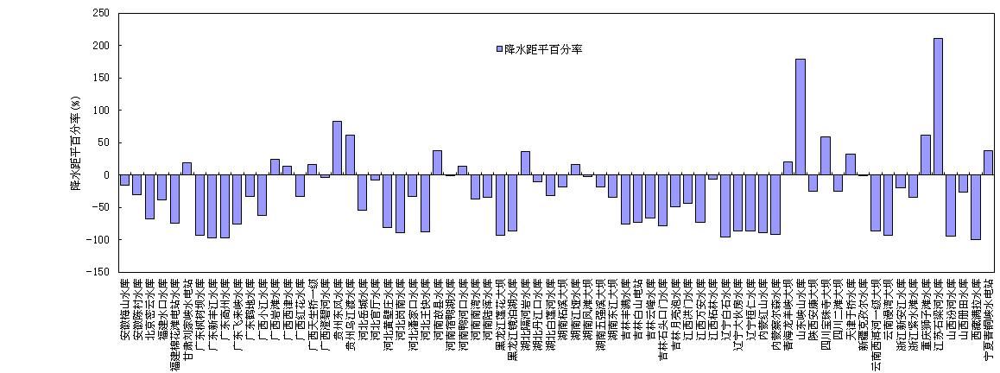 250
200
150
100
50
0
-50
-100
-150
降水距平百分率(%)
降水距平百分率
安徽梅山水库
安徽陈村水库
北京密云水库
福建水口水库
福建棉花滩电站水库
甘肃刘家峡水电站
广东枫树坝水库
广东新丰江水库
广东高州水库
广东飞来峡水库
广东鹤地水库
广西小江水库
广西岩滩水库
广西西津水库
广西红花水库
广西天生桥一级
广西澄碧河水库
贵州东风水库
贵州乌江渡水库
河北岳城水库
河北官厅水库
河北黄壁庄水库
河北岗南水库
河北潘家口水库
河北王快水库
河南故县水库
河南宿鸭湖水库
河南鸭河口水库
河南南湾水库
河南陆浑水库
黑龙江莲花大坝
黑龙江镜泊湖水库
湖北隔河岩水库
湖北丹江口水库
湖北白莲河水库
湖南柘溪大坝
湖南江垭水库
湖南凤滩大坝
湖南五强溪大坝
湖南东江大坝
吉林丰满水库
吉林白山电站
吉林云峰水库
吉林石头口门水库
吉林月亮泡水库
江西洪门水库
江西万安水库
江西柘林水库
辽宁白石水库
辽宁大伙房水库
辽宁桓仁水库
内蒙红山水库
内蒙察尔森水库
青海龙羊峡大坝
山东峡山水库
陕西安康大坝
四川宝珠寺大坝
四川二滩大坝
天津于桥水库
新疆克孜尔水库
云南西洱河一级大坝
云南漫湾大坝
浙江新安江水库
浙江紧水滩水库
重庆狮子滩水库
江苏石梁河水库
山西汾河水库
山西册田水库
西藏满拉水库
宁夏青铜峡水电站